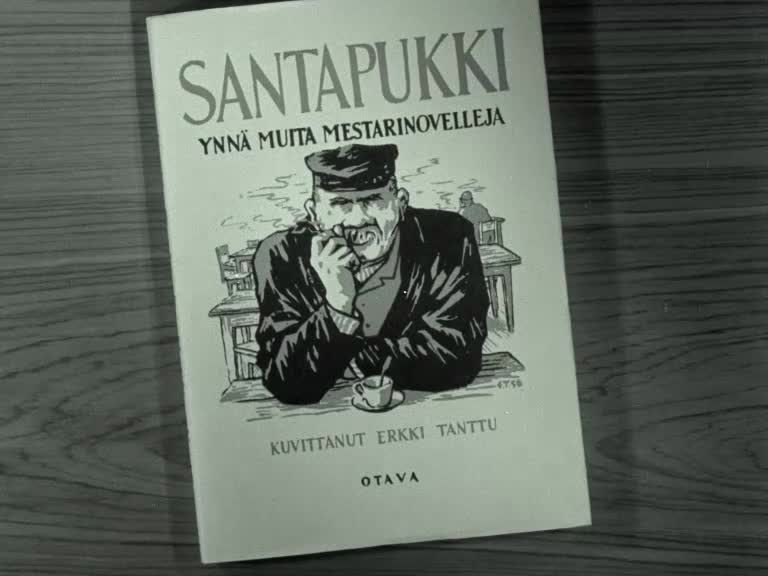 SANTAPUKKI
YNNÄ MUITA MESTARINOVELLEJA
KUVITTANUT ERKKI TANTTU
OTAVA